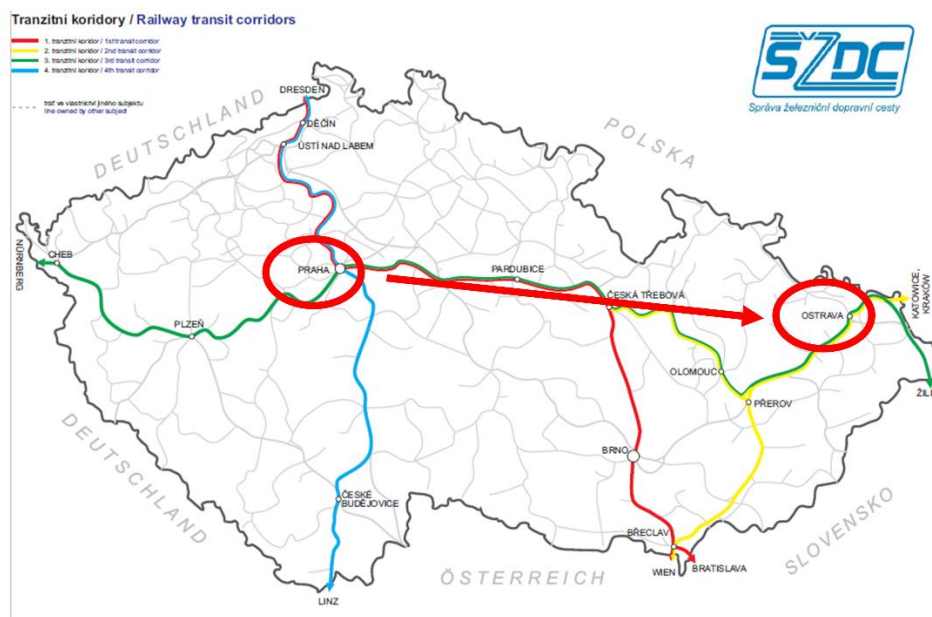 Tranzitní koridory / Railway transit corridors
1. tranzitní koridor / 1st transit corridor
2. tranzitní koridor / 2nd transit corridor
3. tranzitní koridor / 3rd transit corridor
4. tranzitní koridor / 4th transit corridor
trať ve vlastnictví jiného subjektu
line owned by other subject
SŽDC
Správa železniční dopravní cesty
DEUTSCHLAND
DRESDEN
DĚČÍN
ÚSTÍ NAD LABEM
POLSKA
NÜRNBERG
CHEB
PRAHA
PARDUBICE
ČESKÁ TŘEBOVÁ
OSTRAVA
KATOWICE,
KRAKÓW
PLZEŇ
OLOMOUC
PŘEROV
ŽILI
DEUTSCHLAND
BRNO
ČESKÉ
BUDĚJOVICE
BŘECLAV
SLOVENSKO
WIEN
BRATISLAVA
ÖSTERREICH
LINZ